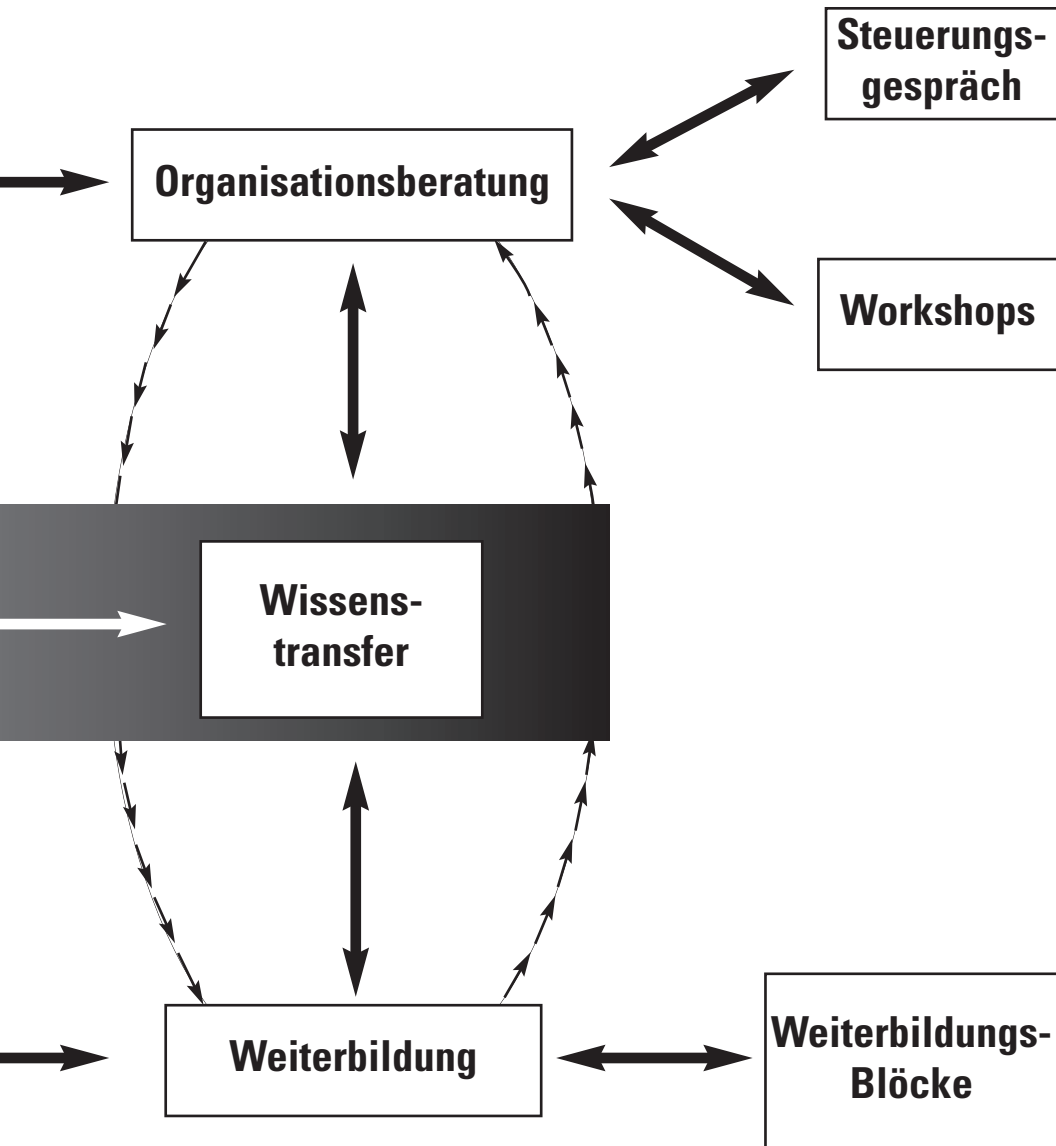 Steuerungs-
gespräch
Organisationsberatung
Workshops
Wissens-
transfer
Weiterbildung
Weiterbildungs-
Blöcke